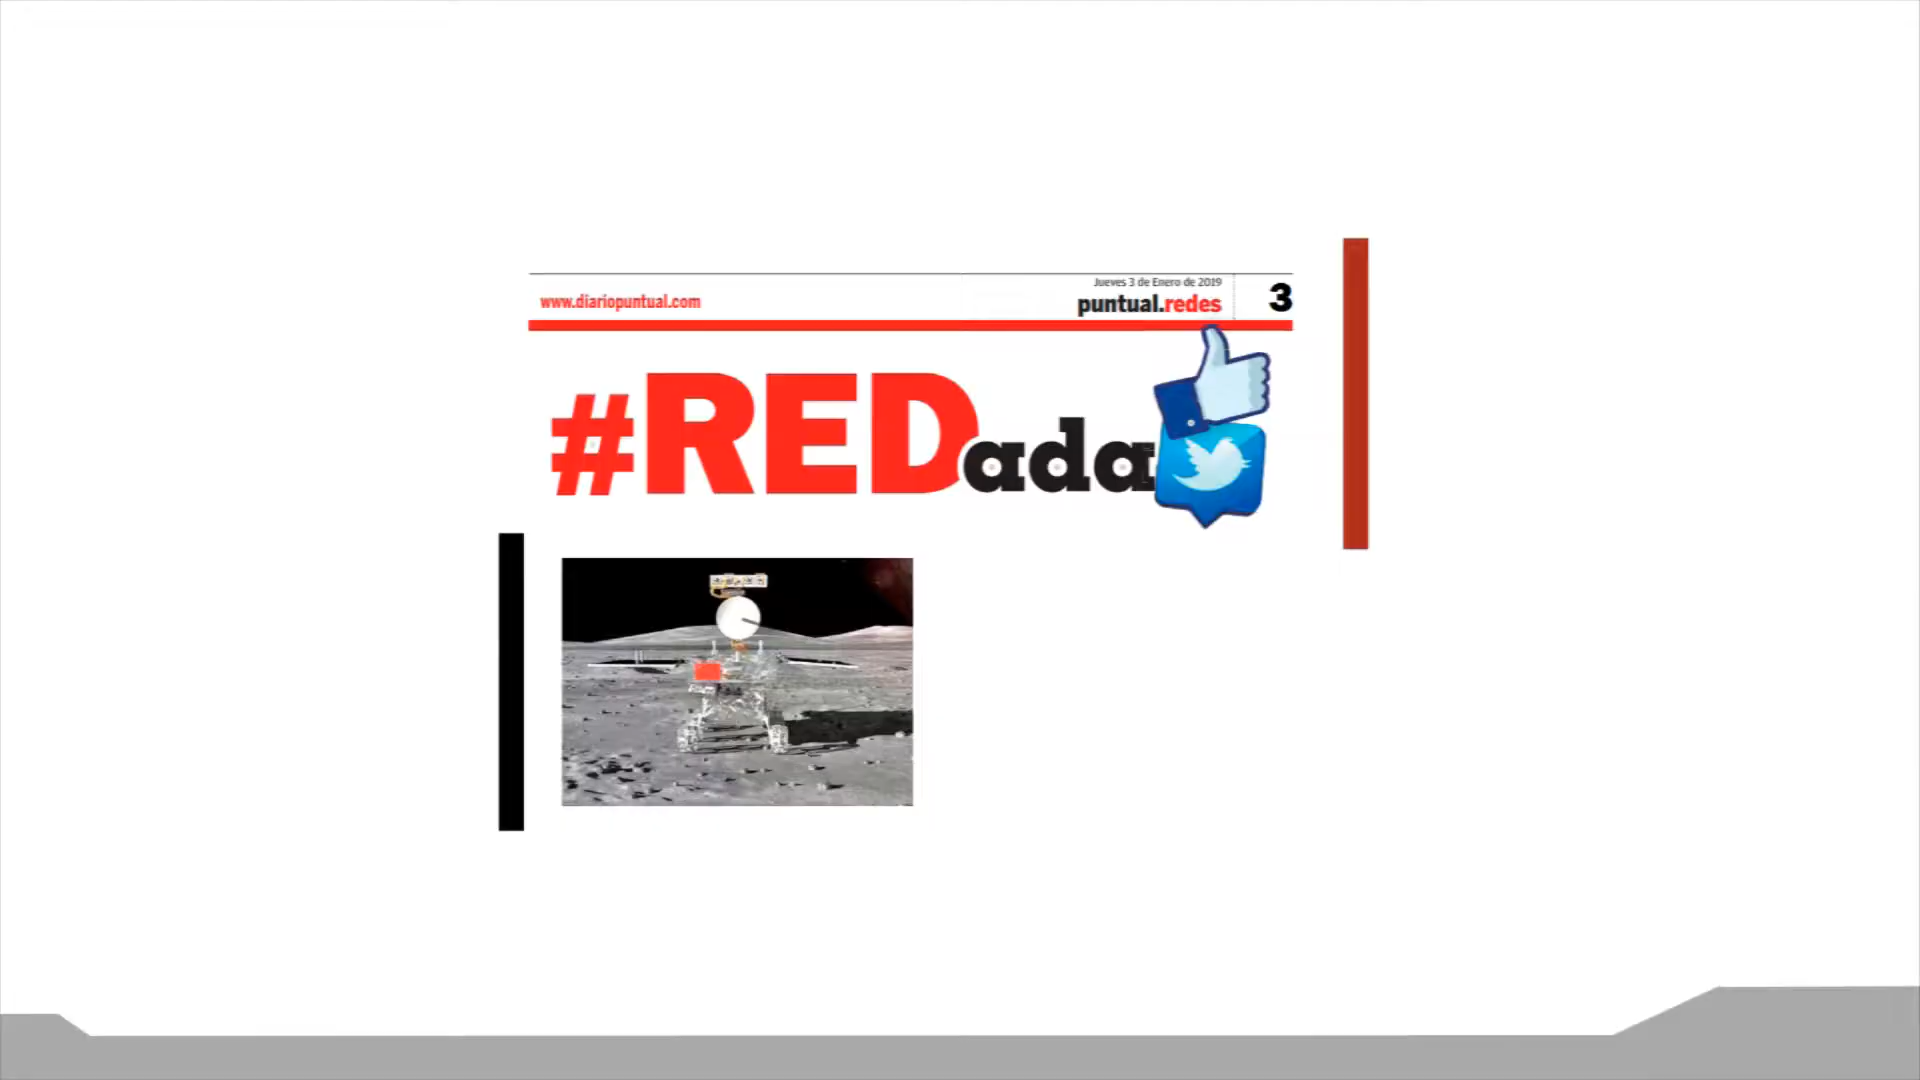 Jueves 3 de Enero de 2019
www.diariopuntual.com
puntual.redes
3
#REDada